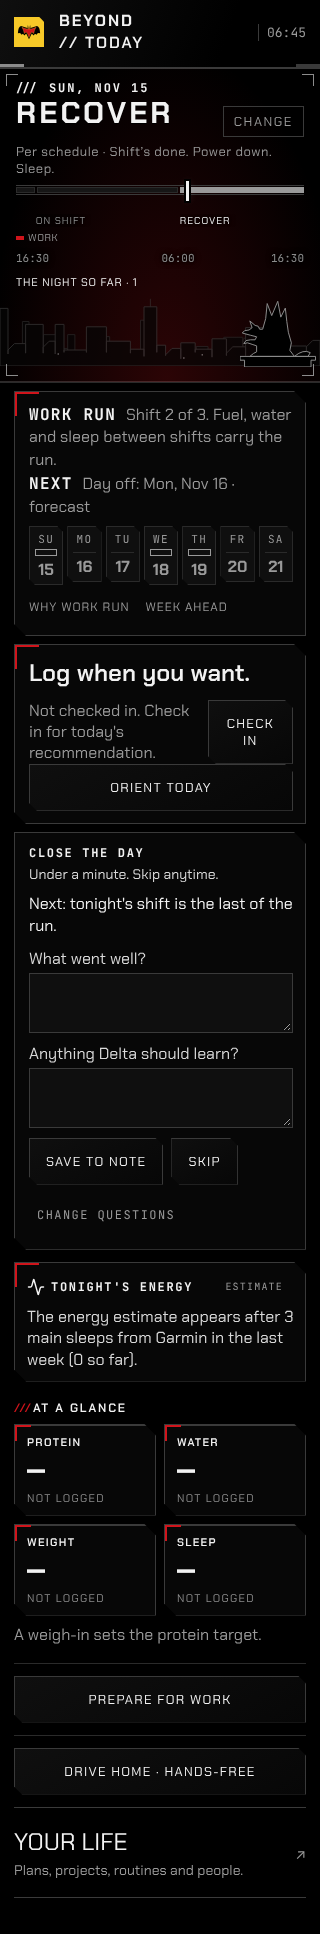 BEYOND
// TODAY
06:45
/// SUN, NOV 15
RECOVER
CHANGE
Per schedule · Shift's done. Power down.
Sleep.
ON SHIFT
RECOVER
WORK
16:30
06:00
16:30
THE NIGHT SO FAR · 1
WORK RUN Shift 2 of 3. Fuel, water
and sleep between shifts carry the
run.
NEXT Day off: Mon, Nov 16 ·
forecast
SU MO TU WE TH FR SA
15 16 17 18 19 20 21
WHY WORK RUN WEEK AHEAD
Log when you want.
Not checked in. Check
in for today's
recommendation.
CHECK
IN
ORIENT TODAY
CLOSE THE DAY
Under a minute. Skip anytime.
Next: tonight's shift is the last of the
run.
What went well?
Anything Delta should learn?
SAVE TO NOTE
SKIP
CHANGE QUESTIONS
TONIGHT'S ENERGY
ESTIMATE
The energy estimate appears after 3
main sleeps from Garmin in the last
week (0 so far).
/// AT A GLANCE
PROTEIN
—
NOT LOGGED
WATER
—
NOT LOGGED
WEIGHT
—
NOT LOGGED
SLEEP
—
NOT LOGGED
A weigh-in sets the protein target.
PREPARE FOR WORK
DRIVE HOME · HANDS-FREE
YOUR LIFE
Plans, projects, routines and people.
↗